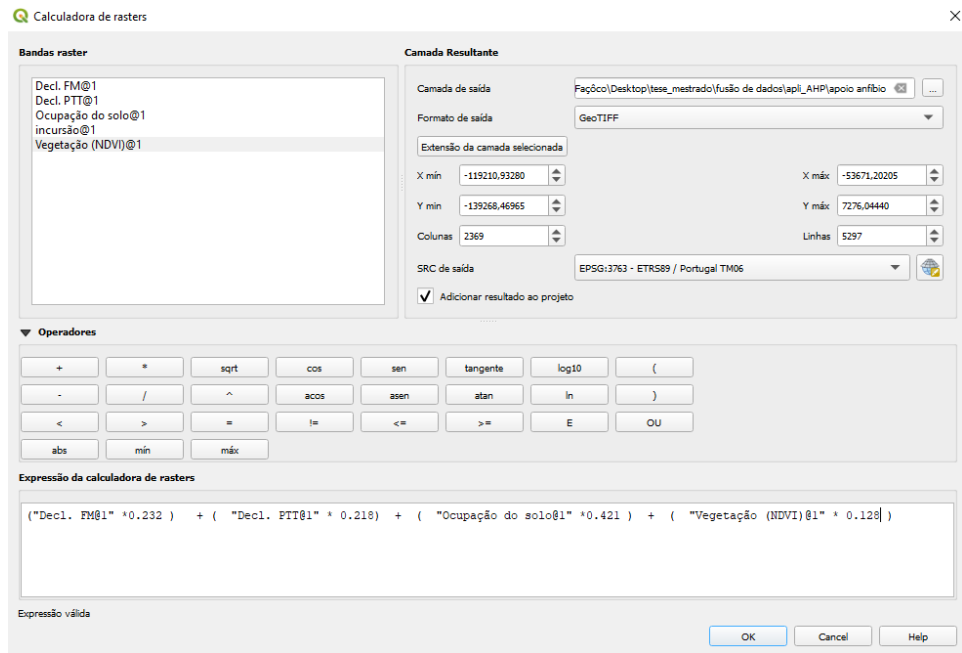 Calculadora de rasters
Bandas raster
Decl. FM@1
Decl. PTT@1
Ocupação do solo@1
incursão@1
Vegetação (NDVI)@1
Camada Resultante
Camada de saída Façôco\Desktop\tese_mestrado\fusão de dados\apli_AHP\apoio anfíbio ...
Formato de saída GeoTIFF
Extensão da camada selecionada
X mín -119210,93280 X máx -53671,20205
Y min -139268,46965 Y máx 7276,04440
Colunas 2369 Linhas 5297
SRC de saída EPSG:3763 - ETRS89 / Portugal TM06
Adicionar resultado ao projeto
Operadores
+ * sqrt cos sen tangente log10 (
- / ^ acos asen atan ln )
< > = != <= >= E OU
abs mín máx
Expressão da calculadora de rasters
("Decl. FM@1" *0.232 ) + ( "Decl. PTT@1" * 0.218) + ( "Ocupação do solo@1" *0.421 ) + ( "Vegetação (NDVI)@1" * 0.128 )
Expressão válida
OK Cancel Help